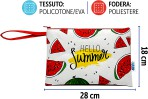 TESSUTO:
POLICOTONE/EVA
FODERA:
POLIESTERE
HELLO
Summer
18 cm
28 cm